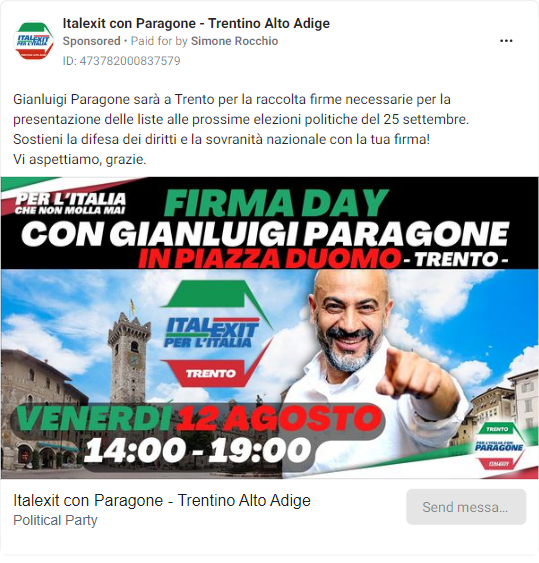 Italexit con Paragone - Trentino Alto Adige
Sponsored • Paid for by Simone Rocchio
ID: 473782000837579
Gianluigi Paragone sarà a Trento per la raccolta firme necessarie per la
presentazione delle liste alle prossime elezioni politiche del 25 settembre.
Sostieni la difesa dei diritti e la sovranità nazionale con la tua firma!
Vi aspettiamo, grazie.
PER L'ITALIA
CHE NON MOLLA MAI
FIRMA DAY
CON GIANLUIGI PARAGONE
IN PIAZZA DUOMO - TRENTO -
ITALEXIT
PER L'ITALIA
TRENTO
VENERDÍ 12 AGOSTO
14:00 - 19:00
TRENTO
PER L'ITALIA CON
PARAGONE
ITALEXIT
Italexit con Paragone - Trentino Alto Adige
Political Party
Send messa...